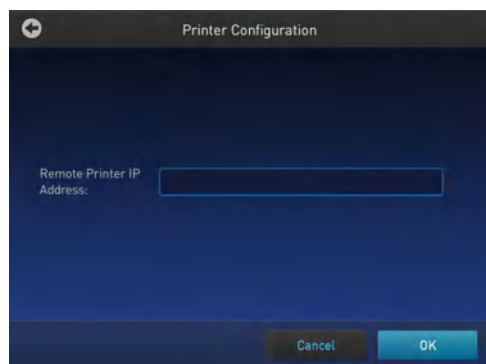 Printer Configuration
Remote Printer IP
Address:
Cancel
OK